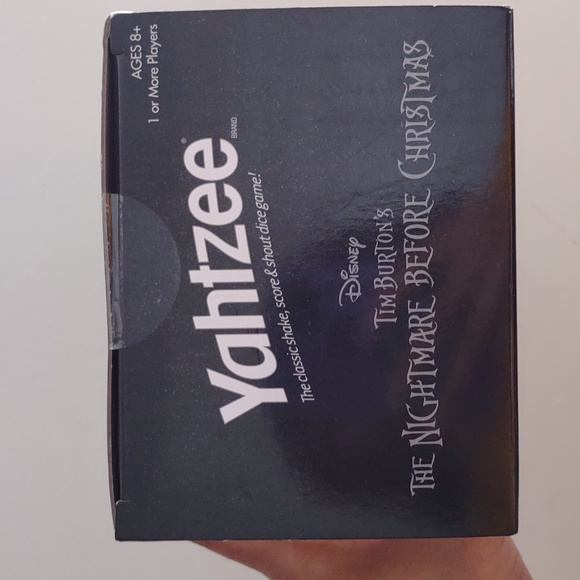 AGES 8+
1 or More Players
Yahtzee®
BRAND
The classic shake, score & shout dice game!
Disney
TIM BURTON'S
THE NIGHTMARE BEFORE CHRISTMAS